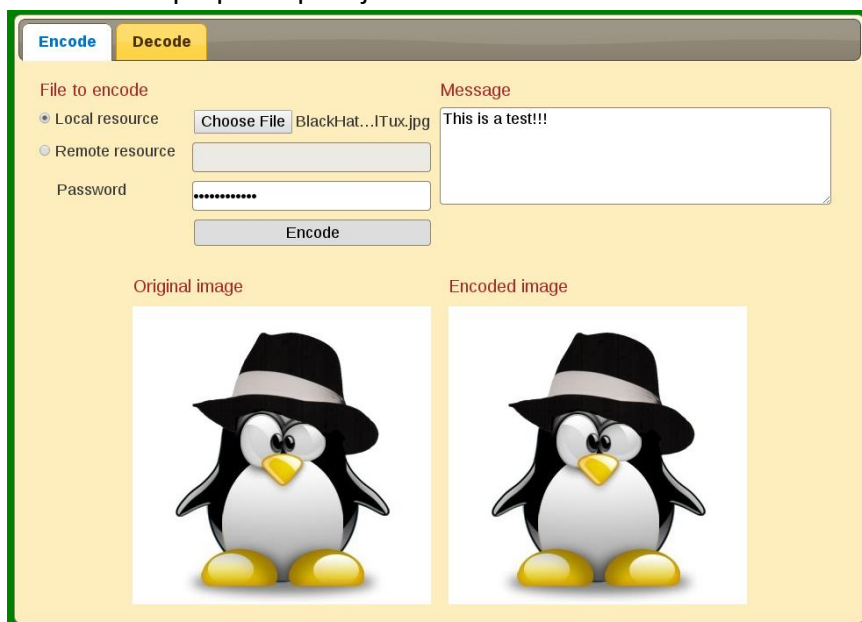 Encode Decode
File to encode
Local resource Choose File BlackHat...lTux.jpg
Remote resource
Password ••••••••••••
Encode
Message
This is a test!!!
Original image
Encoded image